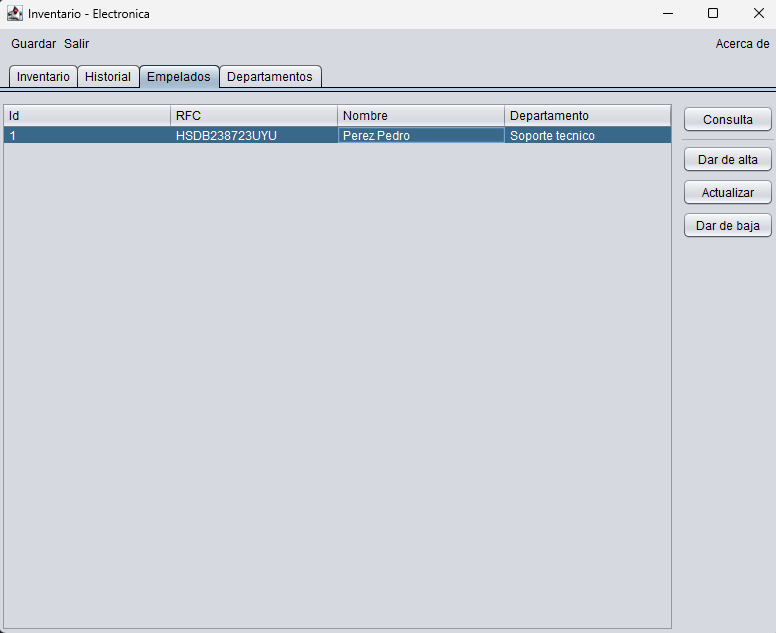 Inventario - Electronica
Guardar Salir Acerca de
Inventario Historial Empelados Departamentos
Id RFC Nombre Departamento
1 HSDB238723UYU Perez Pedro Soporte tecnico
Consulta
Dar de alta
Actualizar
Dar de baja